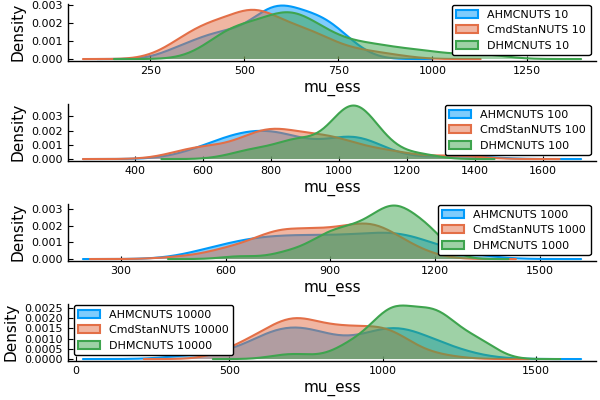 0.003
0.002
0.001
0.000
Density
AHMCNUTS 10
CmdStanNUTS 10
DHMCNUTS 10
250 500 750 1000 1250
mu_ess
0.003
0.002
0.001
0.000
Density
AHMCNUTS 100
CmdStanNUTS 100
DHMCNUTS 100
400 600 800 1000 1200 1400 1600
mu_ess
0.003
0.002
0.001
0.000
Density
AHMCNUTS 1000
CmdStanNUTS 1000
DHMCNUTS 1000
300 600 900 1200 1500
mu_ess
0.0025
0.0020
0.0015
0.0010
0.0005
0.0000
Density
AHMCNUTS 10000
CmdStanNUTS 10000
DHMCNUTS 10000
0 500 1000 1500
mu_ess